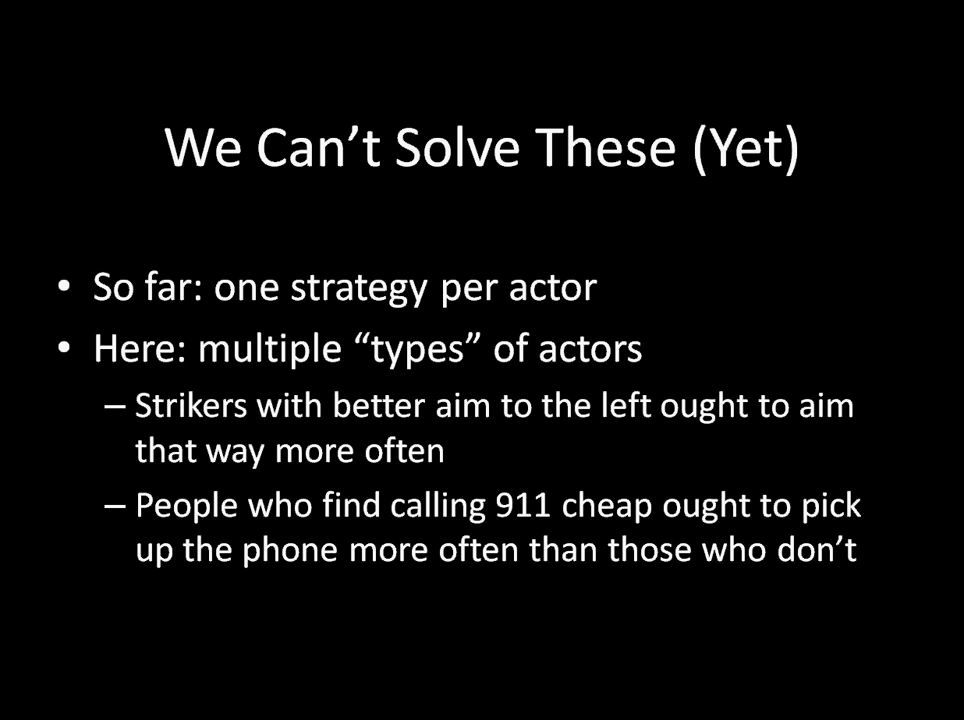 We Can’t Solve These (Yet)
• So far: one strategy per actor
• Here: multiple “types” of actors
– Strikers with better aim to the left ought to aim
that way more often
– People who find calling 911 cheap ought to pick
up the phone more often than those who don’t